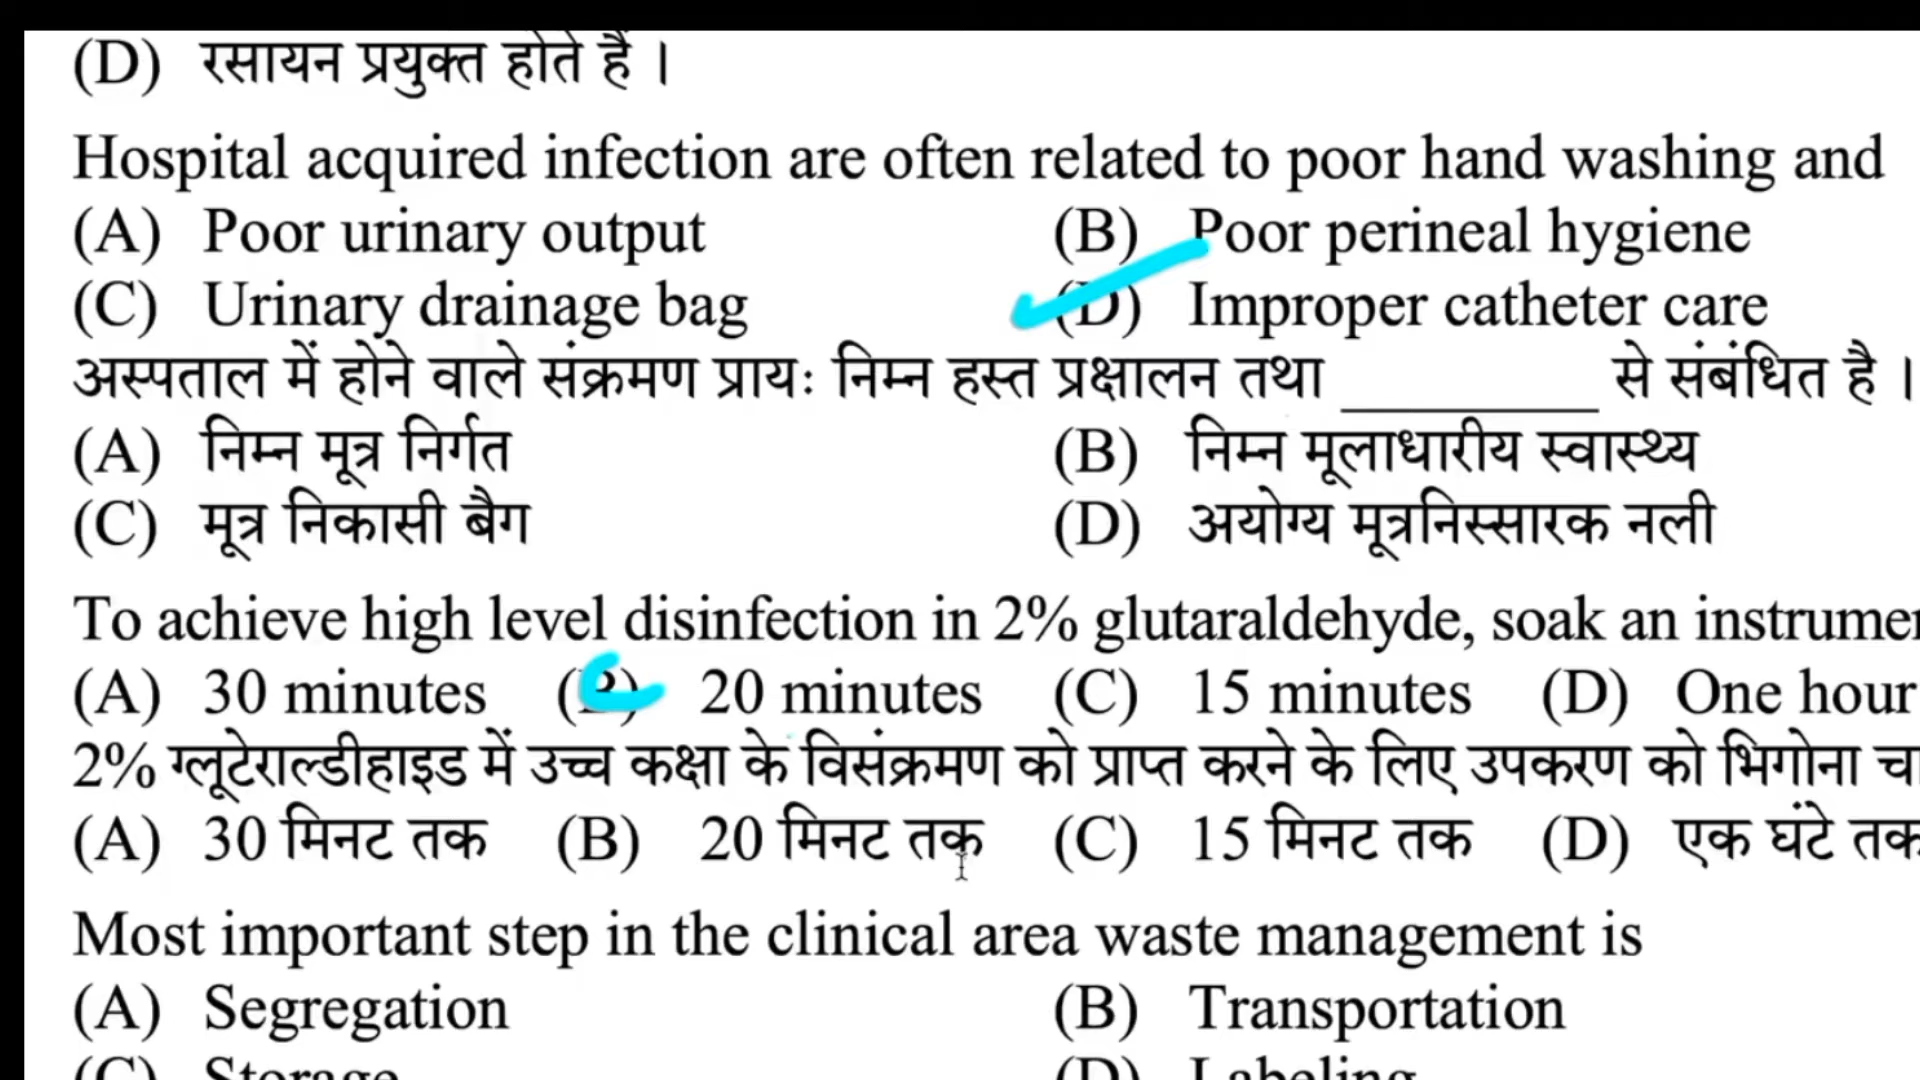 (D) रसायन प्रयुक्त होते हैं ।
Hospital acquired infection are often related to poor hand washing and
(A) Poor urinary output (B) Poor perineal hygiene
(C) Urinary drainage bag (D) Improper catheter care
अस्पताल में होने वाले संक्रमण प्रायः निम्न हस्त प्रक्षालन तथा __________ से संबंधित है ।
(A) निम्न मूत्र निर्गत (B) निम्न मूलाधारीय स्वास्थ्य
(C) मूत्र निकासी बैग (D) अयोग्य मूत्रनिस्सारक नली
To achieve high level disinfection in 2% glutaraldehyde, soak an
(A) 30 minutes (B) 20 minutes (C) 15 minutes (D) One hour
2% ग्लूटेराल्डीहाइड में उच्च कक्षा के विसंक्रमण को प्राप्त करने के लिए उपकरण को भिगोना
(A) 30 मिनट तक (B) 20 मिनट तक (C) 15 मिनट तक (D) एक घंटे तक
Most important step in the clinical area waste management is
(A) Segregation (B) Transportation
(C) Storage (D) Labeling